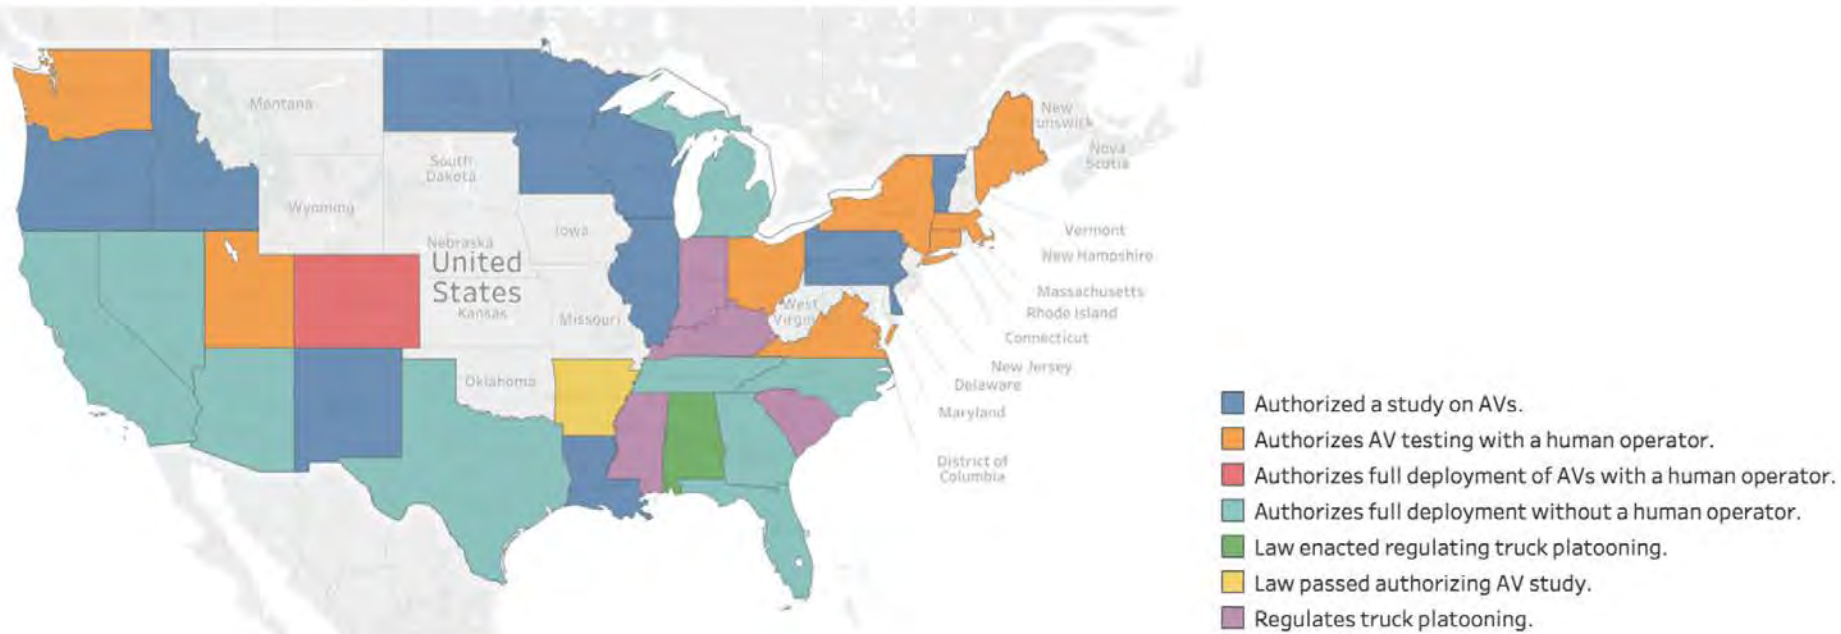 Montana
New
unswick
Nova
Scotia
South
Dakota
Wyoming
Vermont
Iowa
Nebraska
New Hampshire
United
States
Kansas
Massachusetts
West
Virgin
Missouri
Rhode Island
Connecticut
New Jersey
Oklahoma
Delaware
Maryland
District of
Columbia
Authorized a study on AVs.
Authorizes AV testing with a human operator.
Authorizes full deployment of AVs with a human operator.
Authorizes full deployment without a human operator.
Law enacted regulating truck platooning.
Law passed authorizing AV study.
Regulates truck platooning.